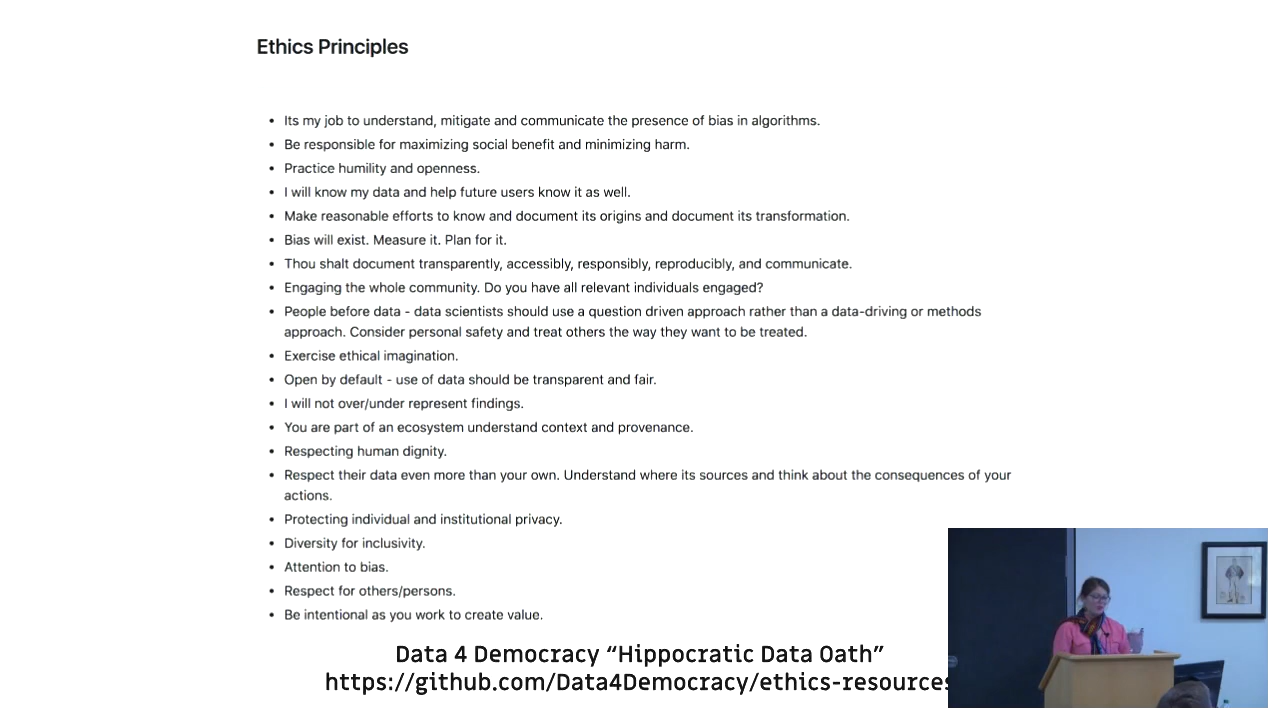 Ethics Principles
• Its my job to understand, mitigate and communicate the presence of bias in algorithms.
• Be responsible for maximizing social benefit and minimizing harm.
• Practice humility and openness.
• I will know my data and help future users know it as well.
• Make reasonable efforts to know and document its origins and document its transformation.
• Bias will exist. Measure it. Plan for it.
• Thou shalt document transparently, accessibly, responsibly, reproducibly, and communicate.
• Engaging the whole community. Do you have all relevant individuals engaged?
• People before data - data scientists should use a question driven approach rather than a data-driving or methods
approach. Consider personal safety and treat others the way they want to be treated.
• Exercise ethical imagination.
• Open by default - use of data should be transparent and fair.
• I will not over/under represent findings.
• You are part of an ecosystem understand context and provenance.
• Respecting human dignity.
• Respect their data even more than your own. Understand where its sources and think about the consequences of your
actions.
• Protecting individual and institutional privacy.
• Diversity for inclusivity.
• Attention to bias.
• Respect for others/persons.
• Be intentional as you work to create value.
Data 4 Democracy “Hippocratic Data Oath”
https://github.com/Data4Democracy/ethics-resources